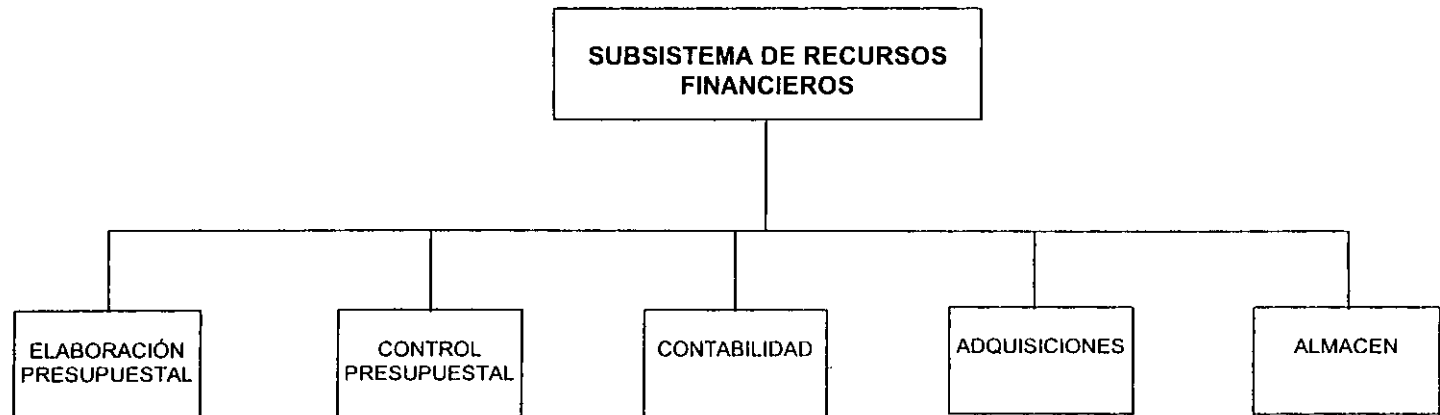 SUBSISTEMA DE RECURSOS
FINANCIEROS
ELABORACIÓN
PRESUPUESTAL
CONTROL
PRESUPUESTAL
CONTABILIDAD
ADQUISICIONES
ALMACEN